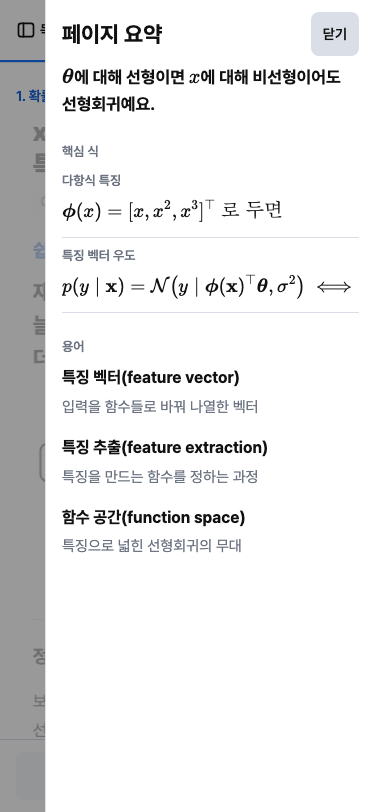 페이지 요약
닫기
θ에 대해 선형이면 x에 대해 비선형이어도
선형회귀예요.
핵심 식
다항식 특징
ϕ(x) = [x, x², x³]⊤ 로 두면
특징 벡터 우도
p(y | x) = 𝒩(y | ϕ(x)⊤θ, σ²) ⟺
용어
특징 벡터(feature vector)
입력을 함수들로 바꿔 나열한 벡터
특징 추출(feature extraction)
특징을 만드는 함수를 정하는 과정
함수 공간(function space)
특징으로 넓힌 선형회귀의 무대
1. 확률